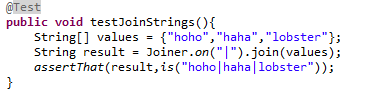 @Test
public void testJoinStrings(){
    String[] values = {"hoho","haha","lobster"};
    String result = Joiner.on("|").join(values);
    assertThat(result,is("hoho|haha|lobster"));
}